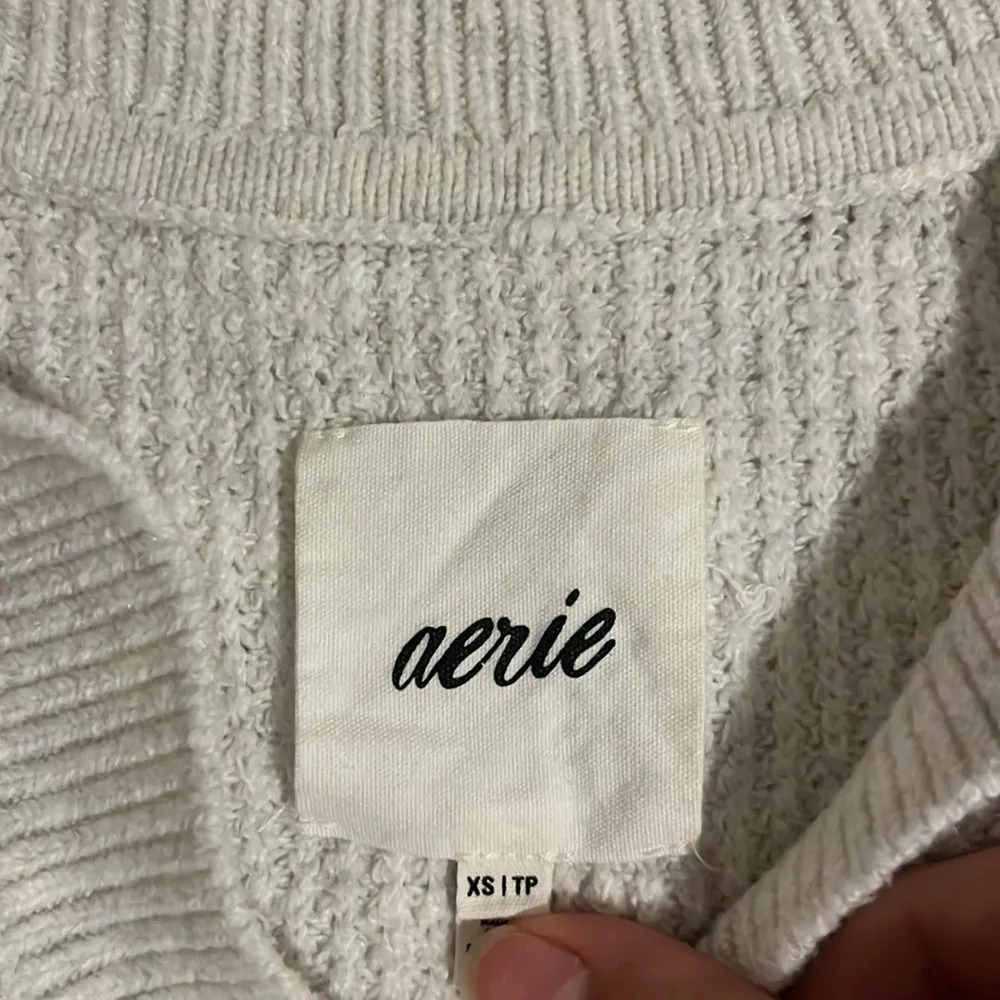 aerie
XS | TP